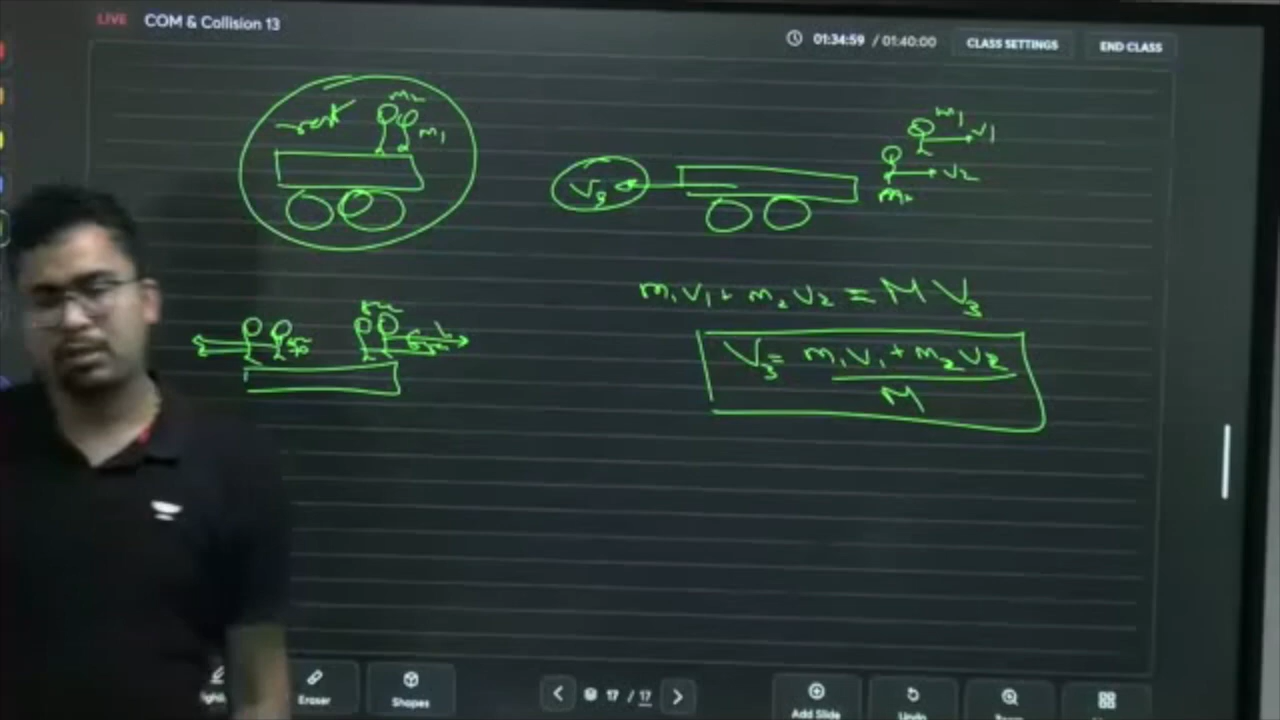 LIVE COM & Collision 13
01:34:59 / 01:40:00 CLASS SETTINGS END CLASS
rest
m2
m1
V3
m1 → v1
→ v2
m2
m1v1 + m2v2 = MV3
V3 = m1v1 + m2v2
M
Eraser
Shapes
17 / 17
Add Slide
Undo